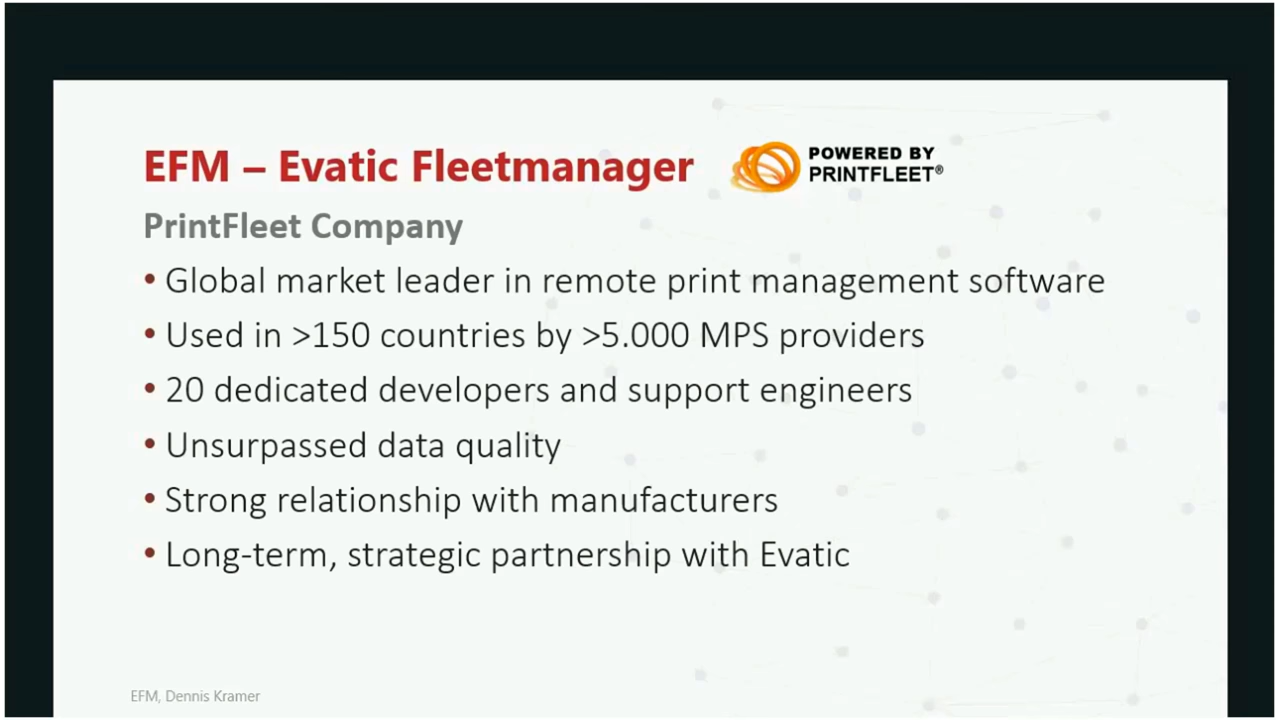 EFM – Evatic Fleetmanager
POWERED BY
PRINTFLEET®
PrintFleet Company
• Global market leader in remote print management software
• Used in >150 countries by >5.000 MPS providers
• 20 dedicated developers and support engineers
• Unsurpassed data quality
• Strong relationship with manufacturers
• Long-term, strategic partnership with Evatic
EFM, Dennis Kramer